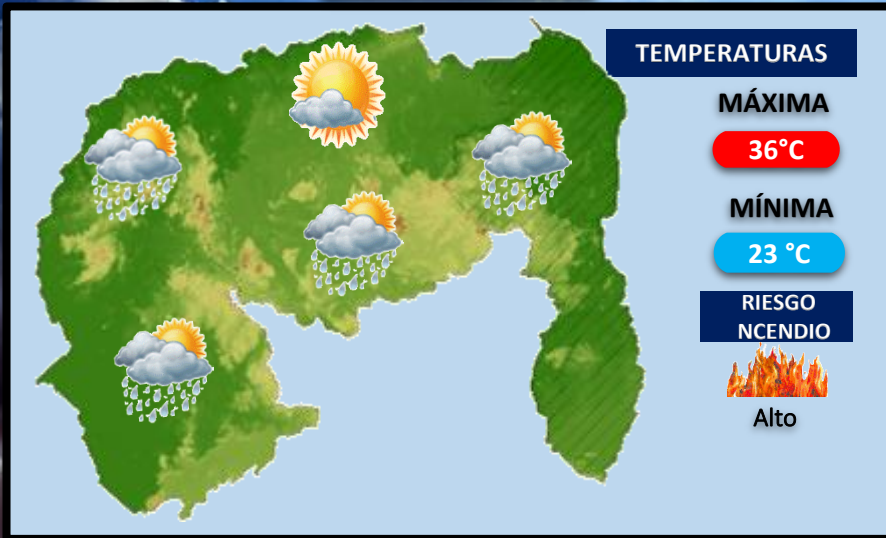 TEMPERATURAS
MÁXIMA
36°C
MÍNIMA
23 °C
RIESGO
NCENDIO
Alto